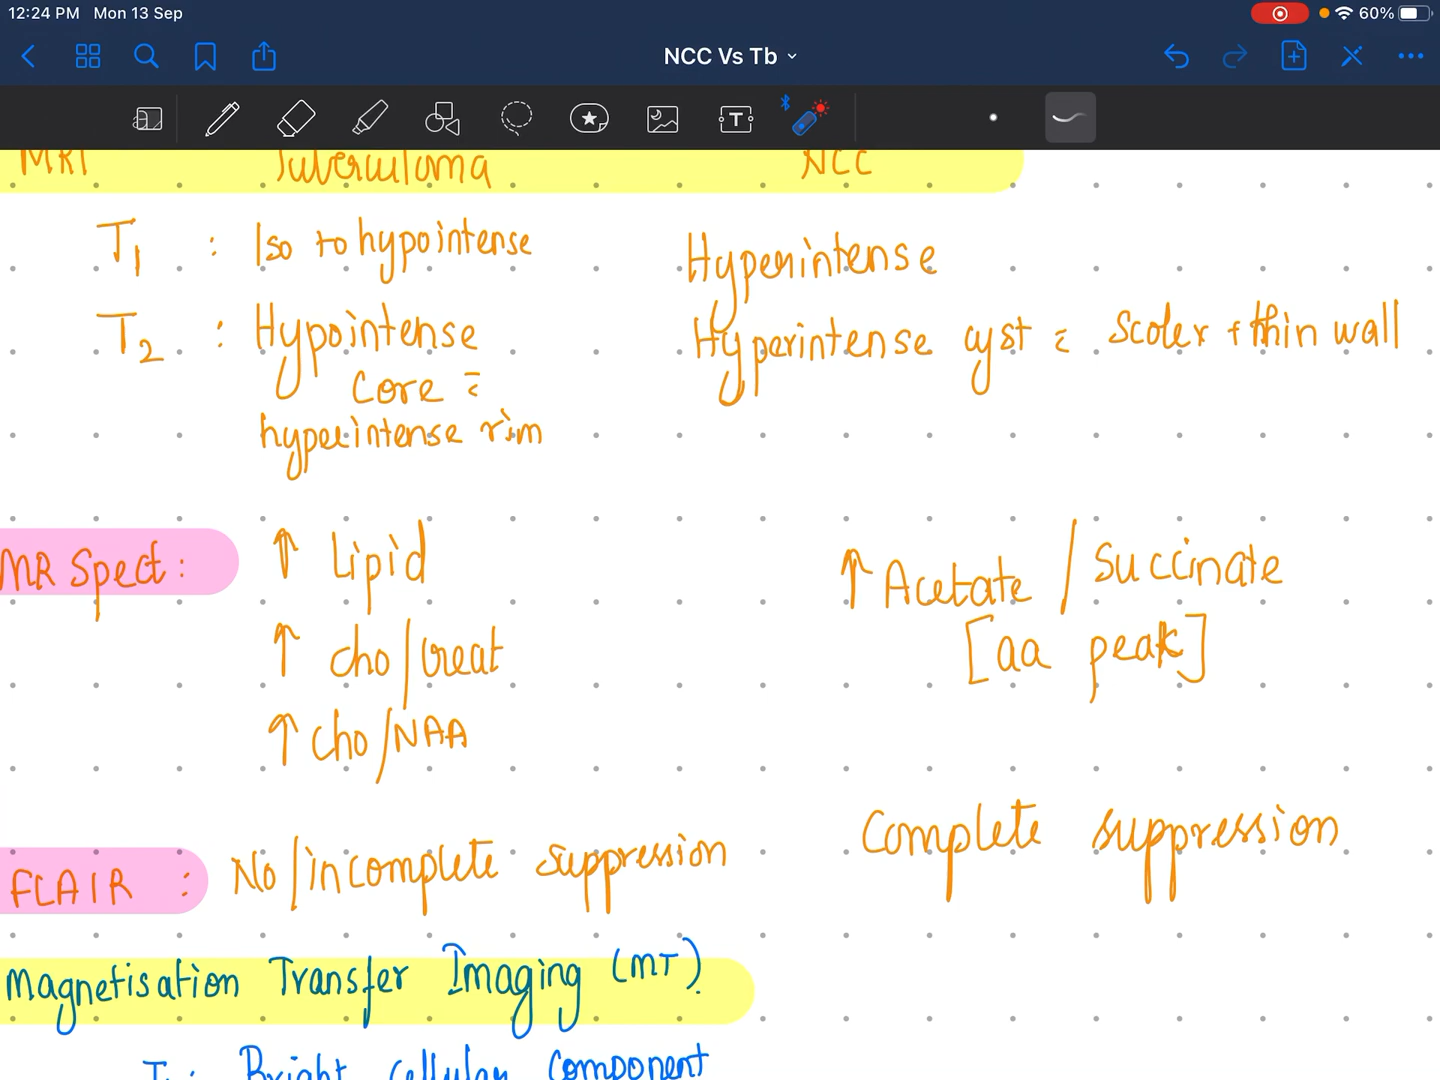 12:24 PM Mon 13 Sep 60%
NCC Vs Tb
MRI Tuberculoma NCC
T1 : Iso to hypointense Hyperintense
T2 : Hypointense Hyperintense cyst c̄ scolex + thin wall
Core c̄
hyperintense rim
MR Spect: ↑ Lipid ↑ Acetate / Succinate
↑ cho/creat [aa peak]
↑ cho/NAA
FLAIR : No/incomplete suppression Complete suppression
Magnetisation Transfer Imaging (MT).
T1: Bright cellular component